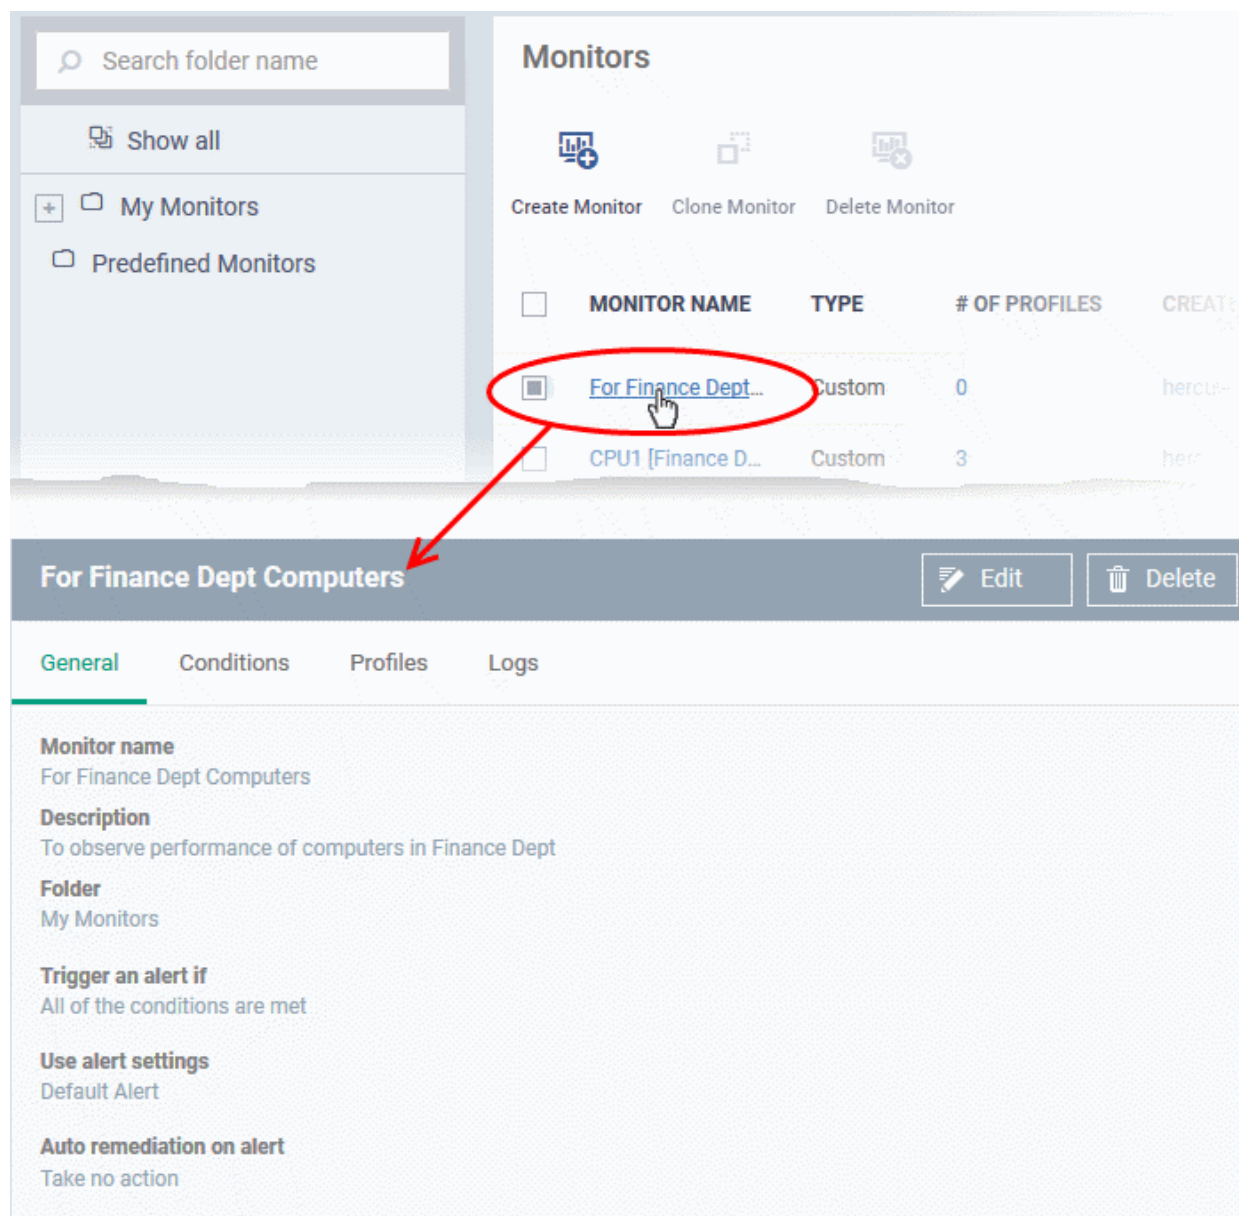 Search folder name
Show all
My Monitors
Predefined Monitors
Monitors
Create Monitor Clone Monitor Delete Monitor
MONITOR NAME TYPE # OF PROFILES
For Finance Dept... Custom 0
CPU1 [Finance D... Custom 3
For Finance Dept Computers Edit Delete
General Conditions Profiles Logs
Monitor name
For Finance Dept Computers
Description
To observe performance of computers in Finance Dept
Folder
My Monitors
Trigger an alert if
All of the conditions are met
Use alert settings
Default Alert
Auto remediation on alert
Take no action